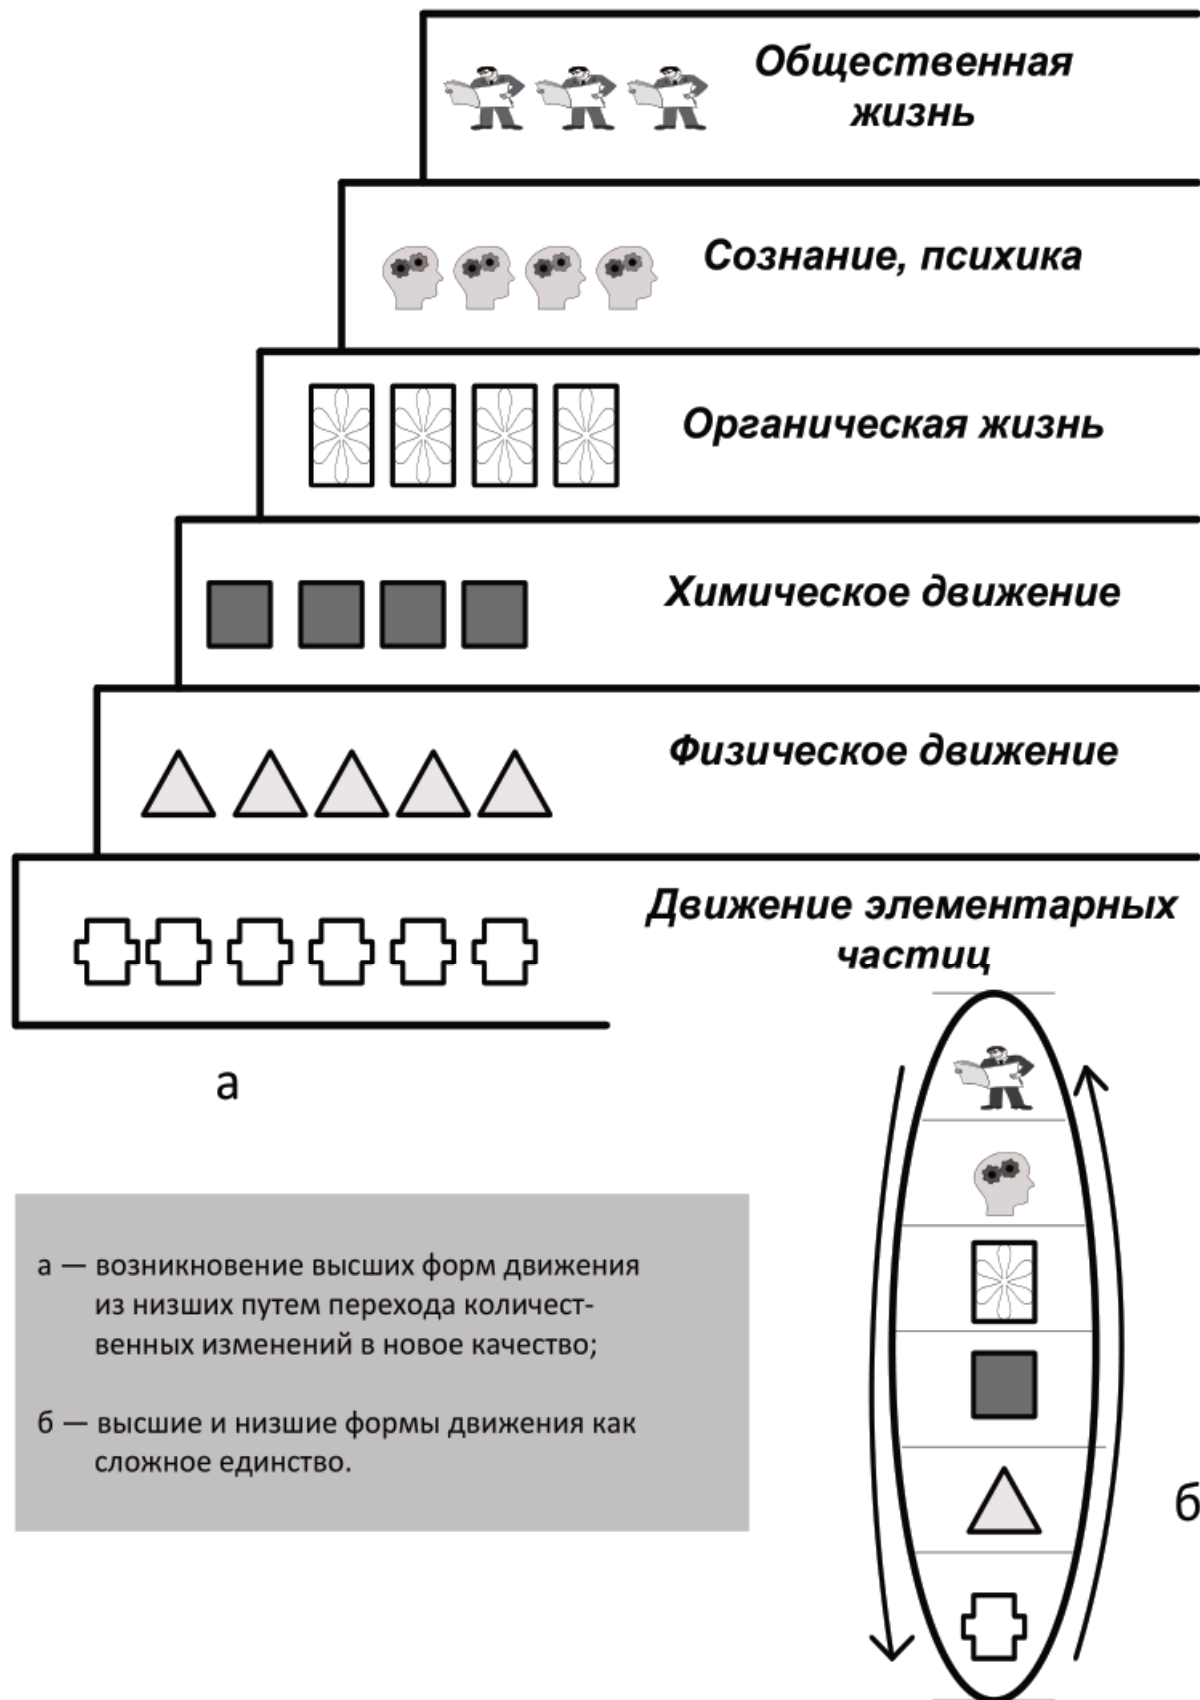 Общественная
жизнь
Сознание, психика
Органическая жизнь
Химическое движение
Физическое движение
Движение элементарных
частиц
а
а — возникновение высших форм движения
из низших путем перехода количест-
венных изменений в новое качество;
б — высшие и низшие формы движения как
сложное единство.
б